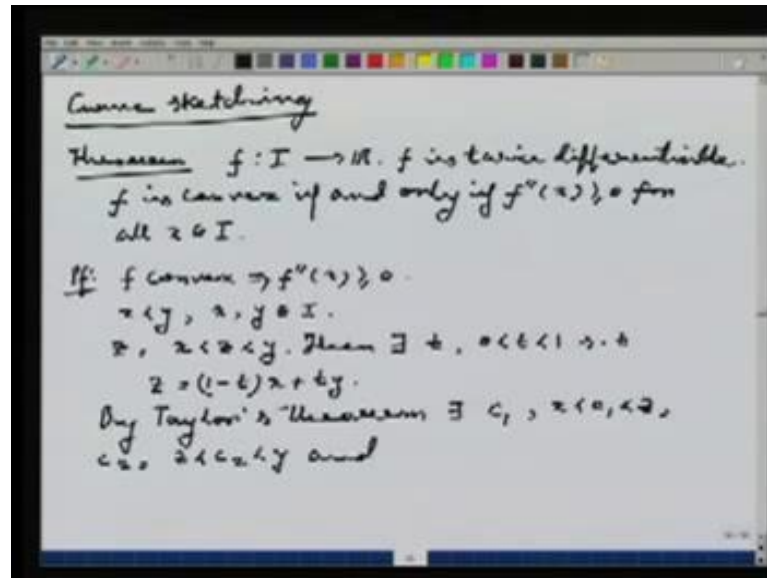 Curve sketching
Theorem f : I → ℝ. f is twice differentiable.
f is convex if and only if f''(x) ≥ 0 for
all x ∈ I.
Pf: f convex ⇒ f''(x) ≥ 0.
x < y, x, y ∈ I.
z, x < z < y. Then ∃ t, 0 < t < 1 s.t
z = (1-t)x + ty.
By Taylor's theorem ∃ c₁, x < c₁ < z,
c₂, z < c₂ < y and